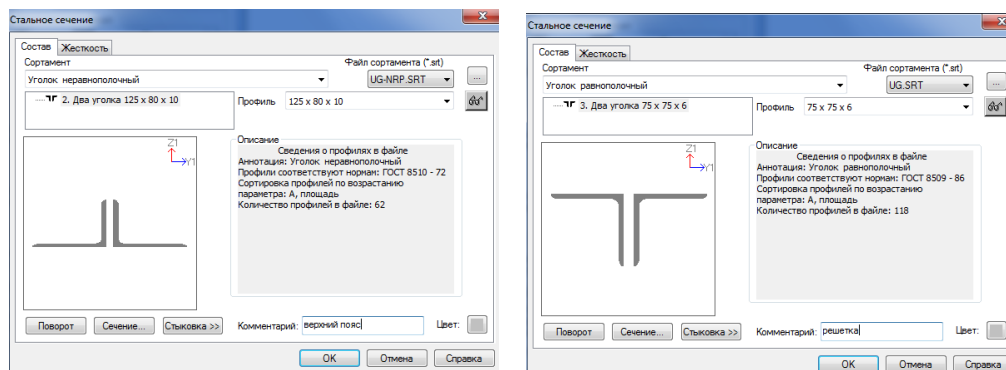 Стальное сечение
Состав Жесткость
Сортамент Файл сортамента (*.srt)
Уголок неравнополочный UG-NRP.SRT ...
2. Два уголка 125 x 80 x 10 Профиль 125 x 80 x 10
Z1
Y1
Описание
Сведения о профилях в файле
Аннотация: Уголок неравнополочный
Профили соответствуют нормам: ГОСТ 8510 - 72
Сортировка профилей по возрастанию
параметра: A, площадь
Количество профилей в файле: 62
Поворот Сечение... Стыковка >> Комментарий: верхний пояс Цвет:
OK Отмена Справка
Стальное сечение
Состав Жесткость
Сортамент Файл сортамента (*.srt)
Уголок равнополочный UG.SRT ...
3. Два уголка 75 x 75 x 6 Профиль 75 x 75 x 6
Z1
Y1
Описание
Сведения о профилях в файле
Аннотация: Уголок равнополочный
Профили соответствуют нормам: ГОСТ 8509 - 86
Сортировка профилей по возрастанию
параметра: A, площадь
Количество профилей в файле: 118
Поворот Сечение... Стыковка >> Комментарий: решетка Цвет:
OK Отмена Справка